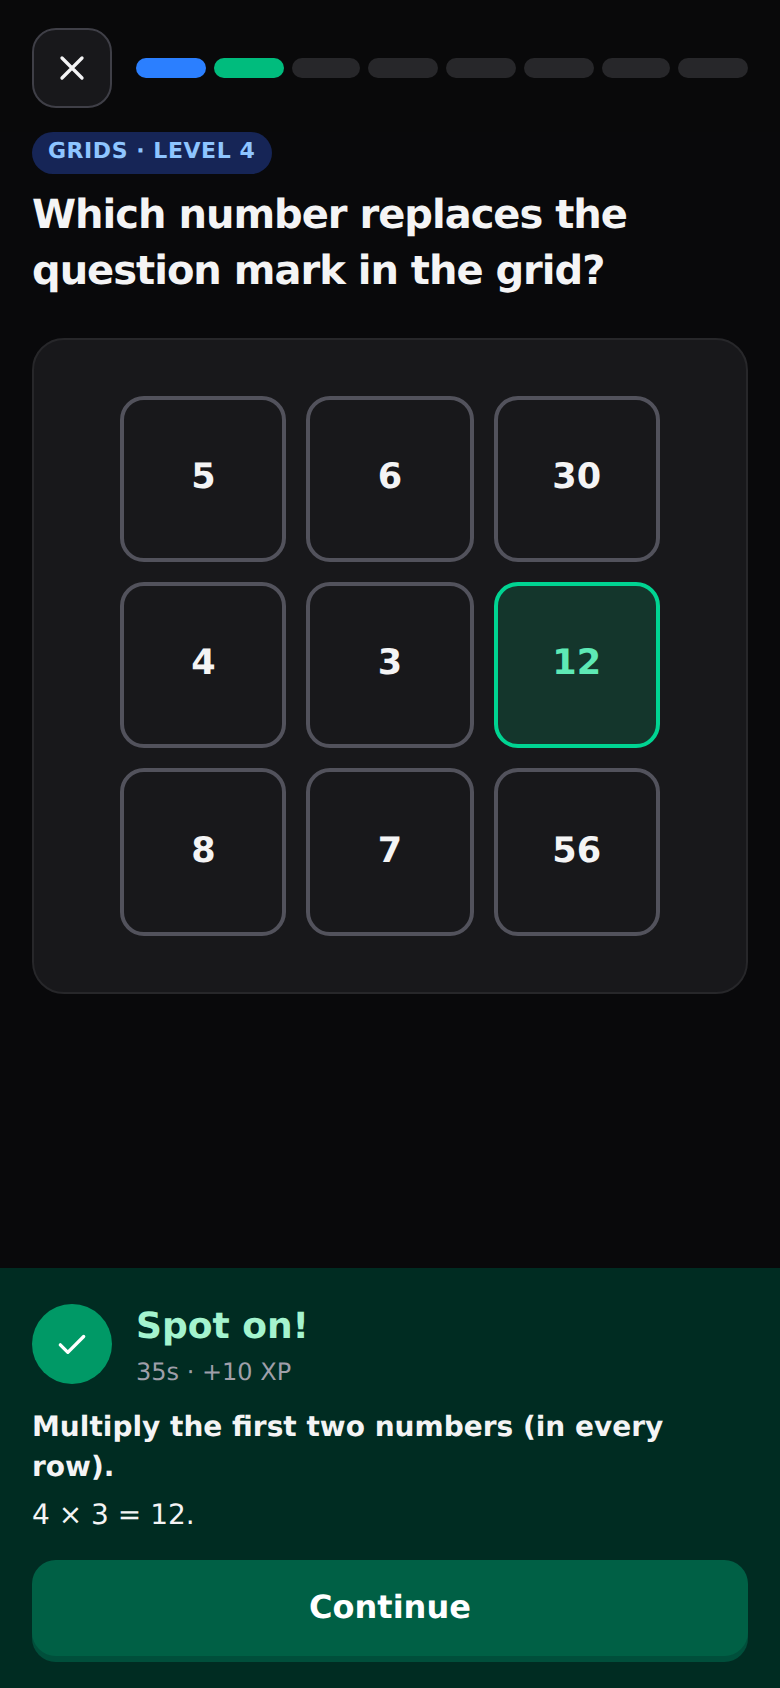 GRIDS · LEVEL 4
Which number replaces the
question mark in the grid?
5 6 30
4 3 12
8 7 56
Spot on!
35s · +10 XP
Multiply the first two numbers (in every
row).
4 × 3 = 12.
Continue